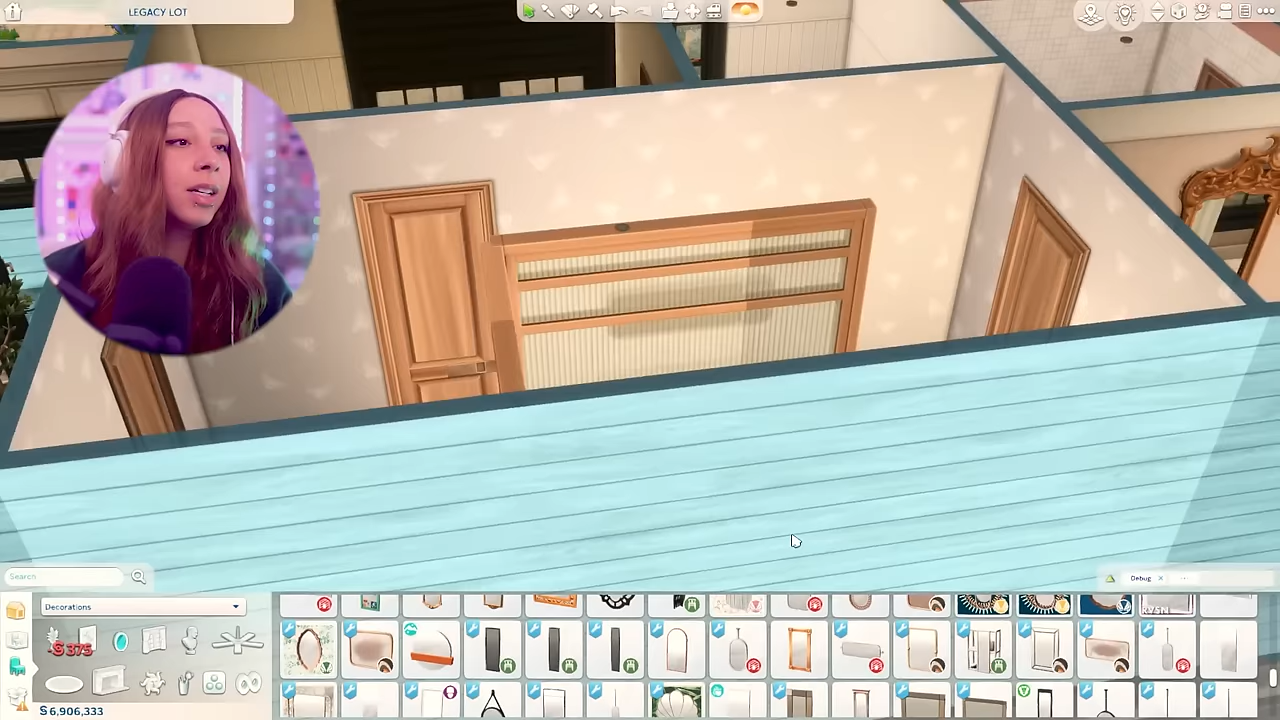 LEGACY LOT
Search
Debug
Decorations
S 375
S 6,906,333